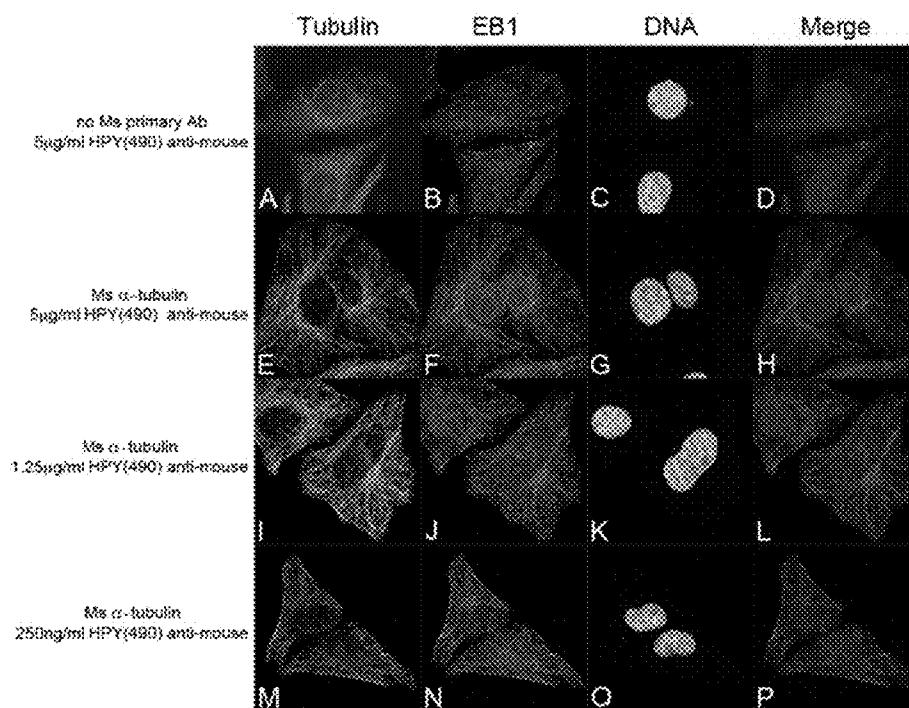 Tubulin EB1 DNA Merge
no Ms primary Ab
5µg/ml HPY(490) anti-mouse
A B C D
Ms α-tubulin
5µg/ml HPY(490) anti-mouse
E F G H
Ms α-tubulin
1.25µg/ml HPY(490) anti-mouse
I J K L
Ms α-tubulin
250ng/ml HPY(490) anti-mouse
M N O P